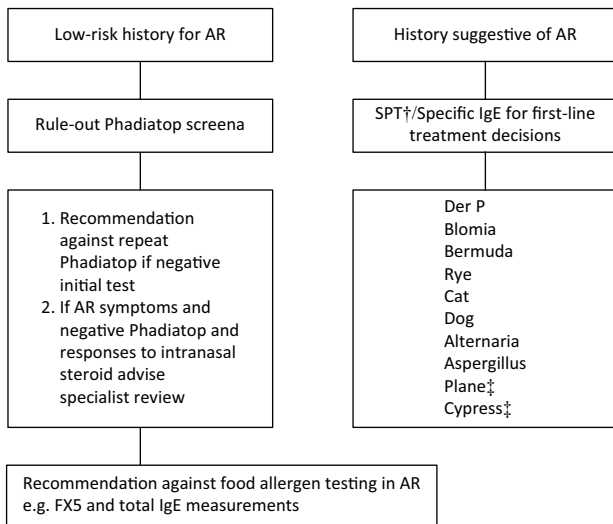 Low-risk history for AR
Rule-out Phadiatop screena
1. Recommendation
against repeat
Phadiatop if negative
initial test
2. If AR symptoms and
negative Phadiatop and
responses to intranasal
steroid advise
specialist review
Recommendation against food allergen testing in AR
e.g. FX5 and total IgE measurements
History suggestive of AR
SPT†/Specific IgE for first-line
treatment decisions
Der P
Blomia
Bermuda
Rye
Cat
Dog
Alternaria
Aspergillus
Plane‡
Cypress‡